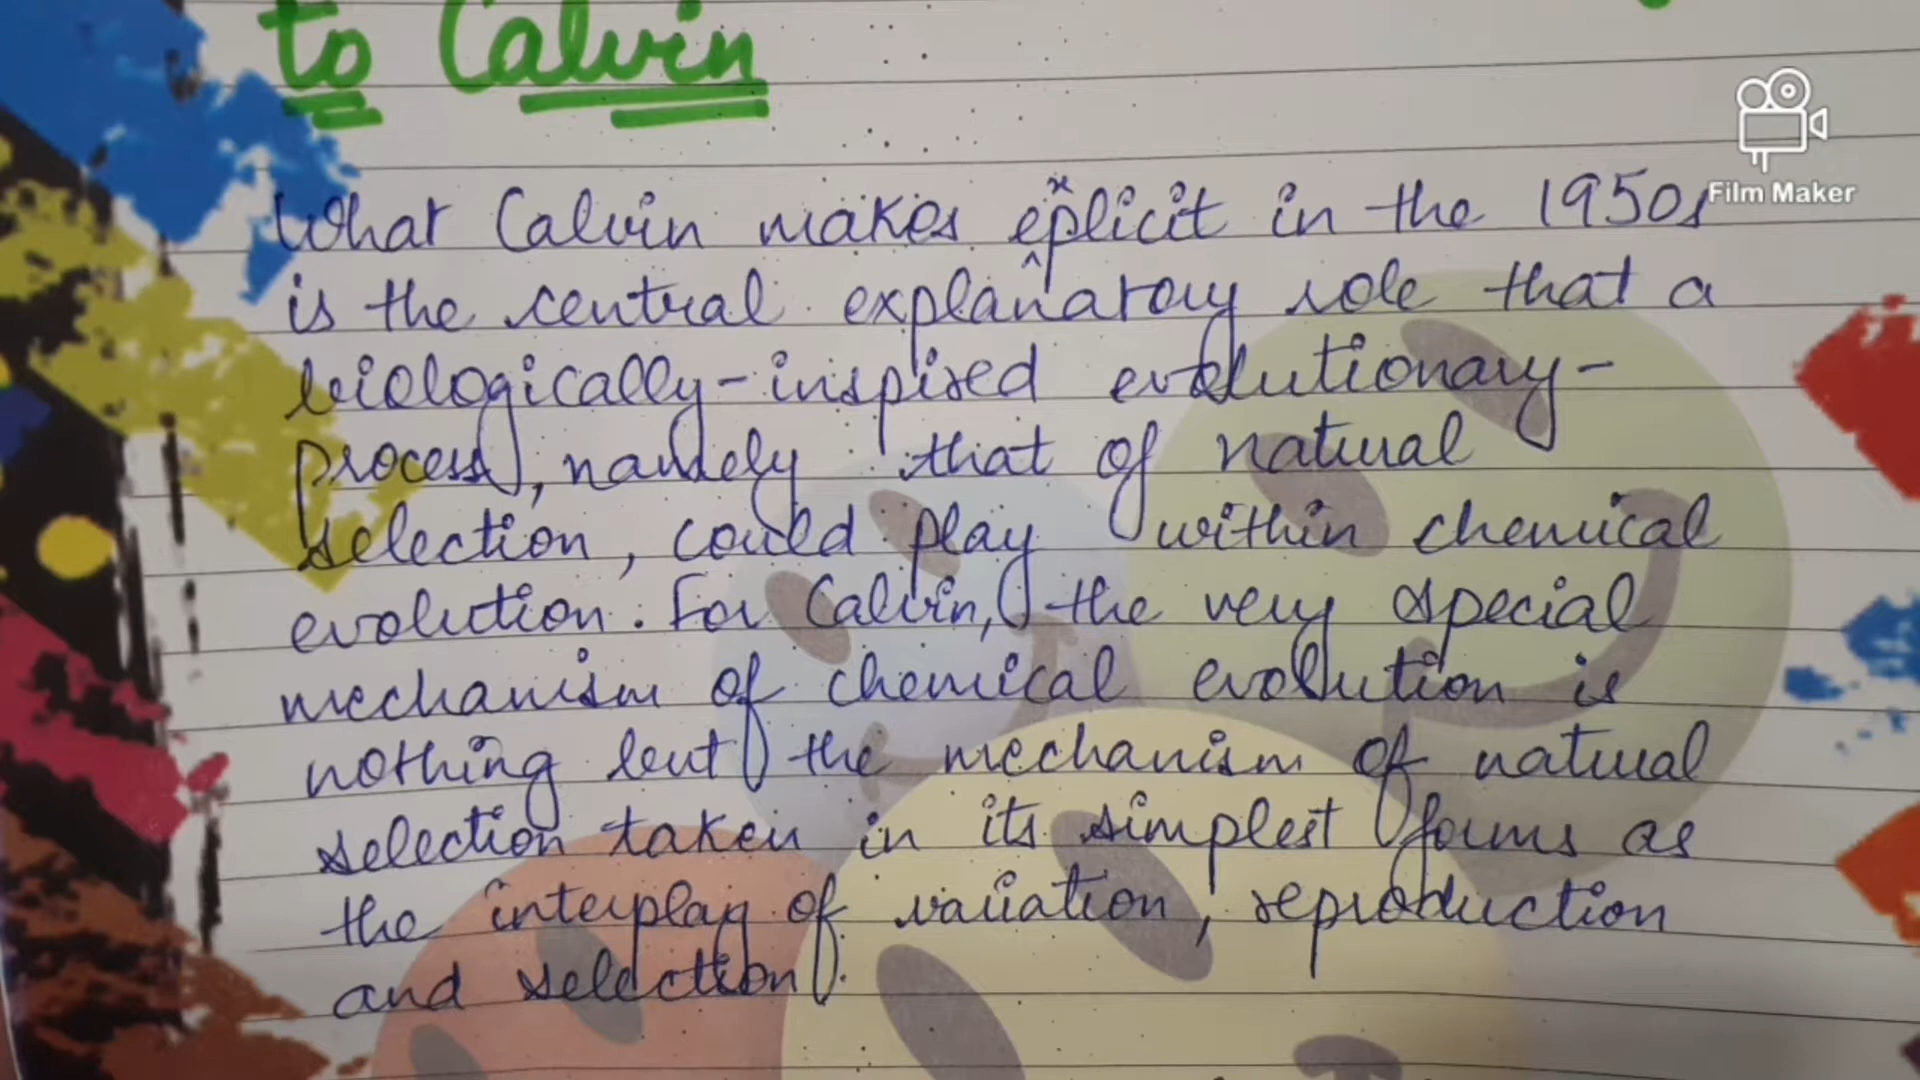 to Calvin
Film Maker
What Calvin makes explicit in the 1950s
is the central explanatory role that a
biologically-inspired evolutionary-
process, namely that of natural
selection, could play within chemical
evolution. For Calvin, the very special
mechanism of chemical evolution is
nothing but the mechanism of natural
selection taken in its simplest forms as
the interplay of variation, reproduction
and selection.